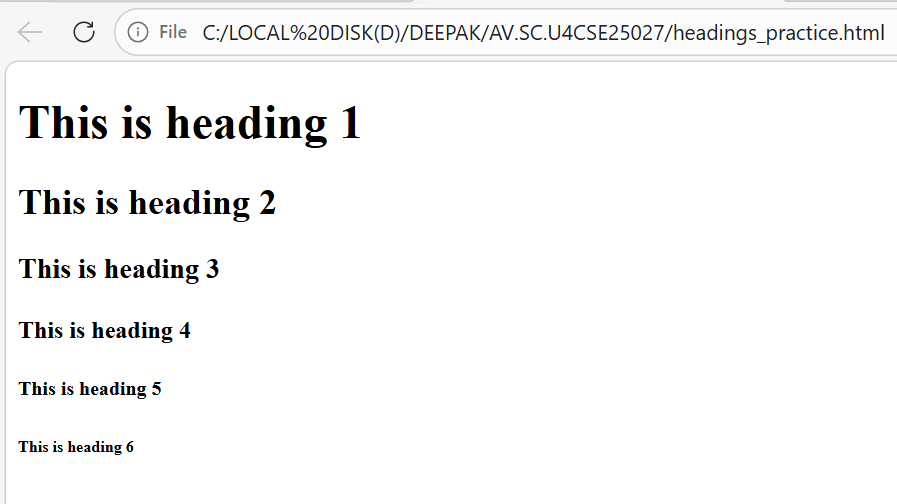 File C:/LOCAL%20DISK(D)/DEEPAK/AV.SC.U4CSE25027/headings_practice.html
This is heading 1
This is heading 2
This is heading 3
This is heading 4
This is heading 5
This is heading 6